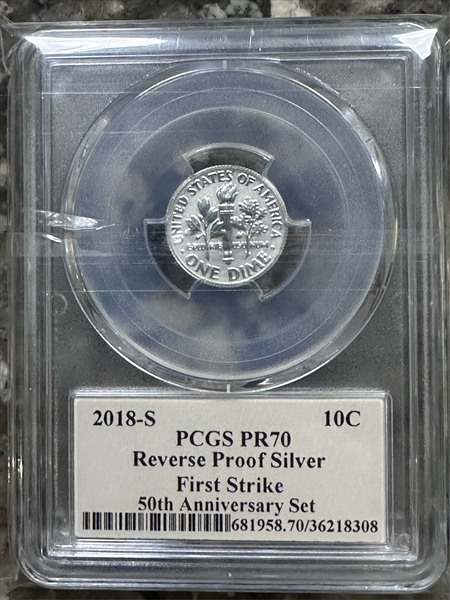 UNITED STATES OF AMERICA
E PLURIBUS UNUM
ONE DIME
2018-S 10C
PCGS PR70
Reverse Proof Silver
First Strike
50th Anniversary Set
681958.70/36218308